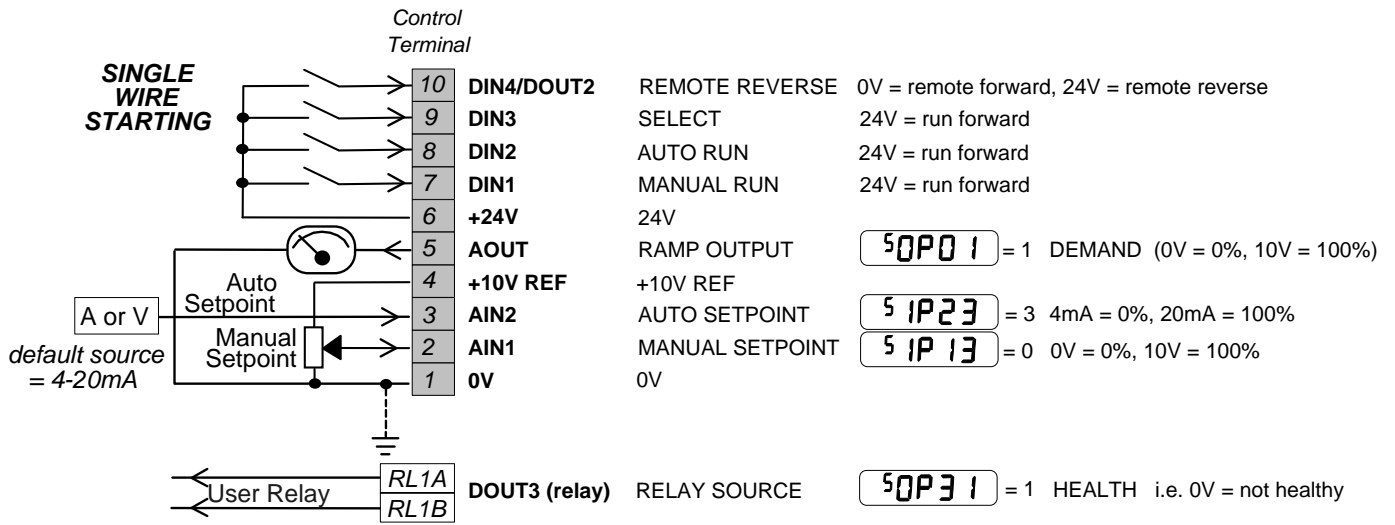 Control
Terminal
SINGLE
WIRE
STARTING
10 DIN4/DOUT2 REMOTE REVERSE 0V = remote forward, 24V = remote reverse
9 DIN3 SELECT 24V = run forward
8 DIN2 AUTO RUN 24V = run forward
7 DIN1 MANUAL RUN 24V = run forward
6 +24V 24V
5 AOUT RAMP OUTPUT SOP01 = 1 DEMAND (0V = 0%, 10V = 100%)
4 +10V REF +10V REF
Auto
Setpoint
A or V
3 AIN2 AUTO SETPOINT SIP23 = 3 4mA = 0%, 20mA = 100%
Manual
Setpoint
2 AIN1 MANUAL SETPOINT SIP13 = 0 0V = 0%, 10V = 100%
default source
= 4-20mA
1 0V 0V
User Relay
RL1A
RL1B
DOUT3 (relay) RELAY SOURCE SOP31 = 1 HEALTH i.e. 0V = not healthy